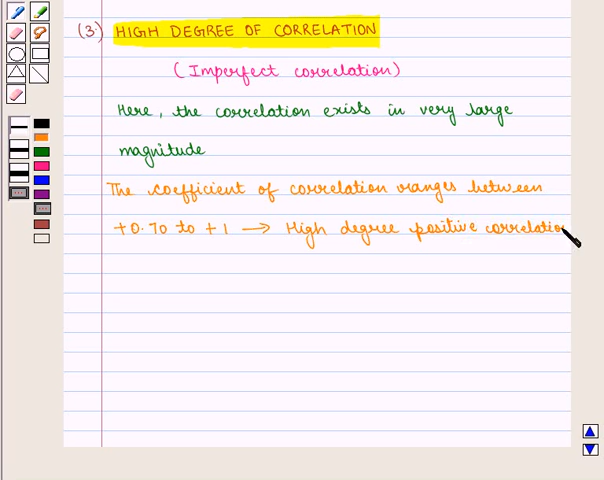 (3.) HIGH DEGREE OF CORRELATION
(Imperfect correlation)
Here, the correlation exists in very large
magnitude
The coefficient of correlation ranges between
+0.70 to +1 → High degree positive correlation